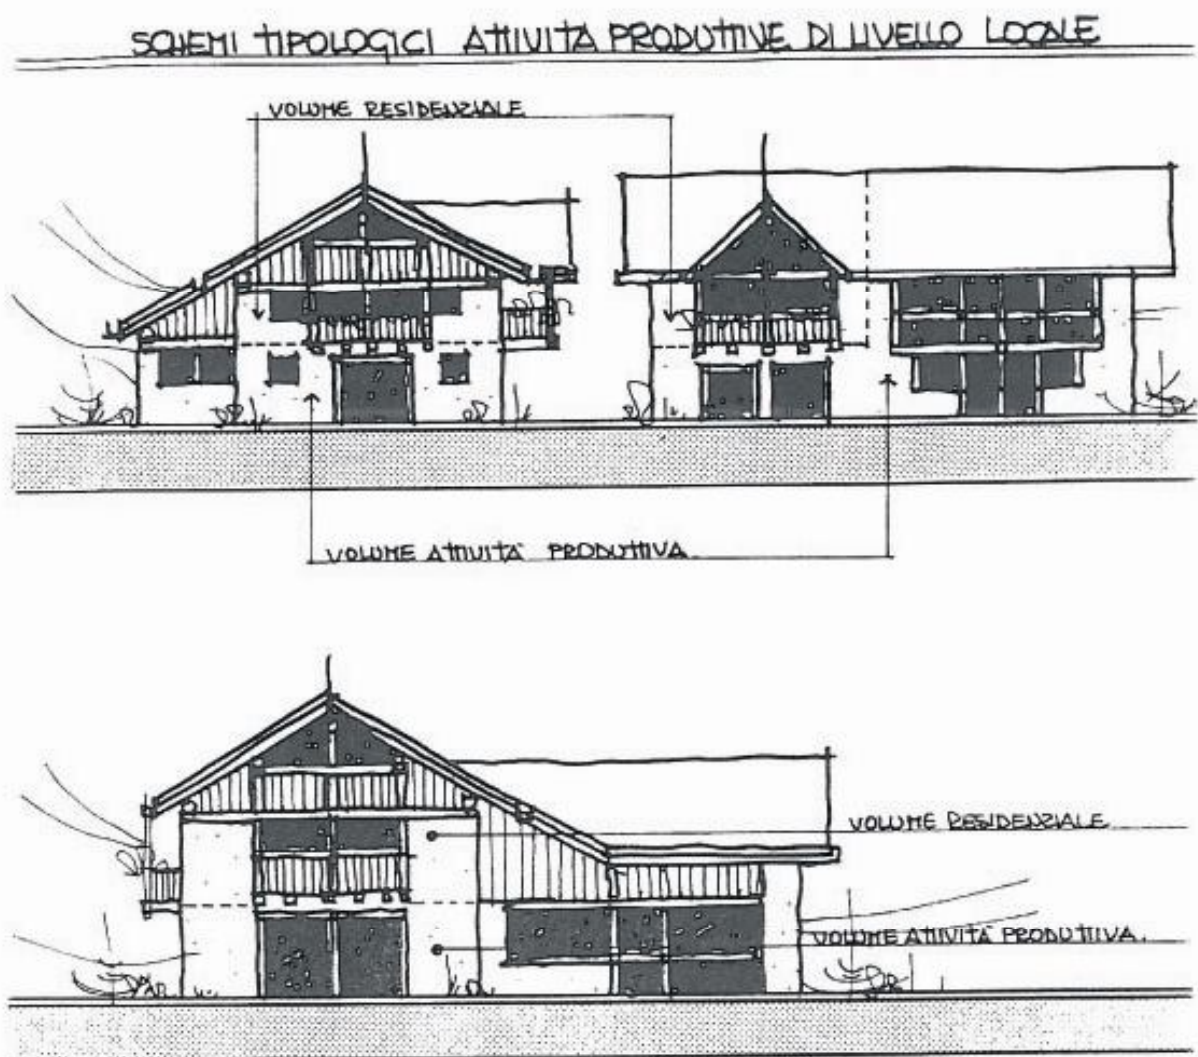 SCHEMI TIPOLOGICI ATTIVITÀ PRODUTTIVE DI LIVELLO LOCALE
VOLUME RESIDENZIALE
VOLUME ATTIVITÀ PRODUTTIVA
VOLUME RESIDENZIALE
VOLUME ATTIVITÀ PRODUTTIVA.